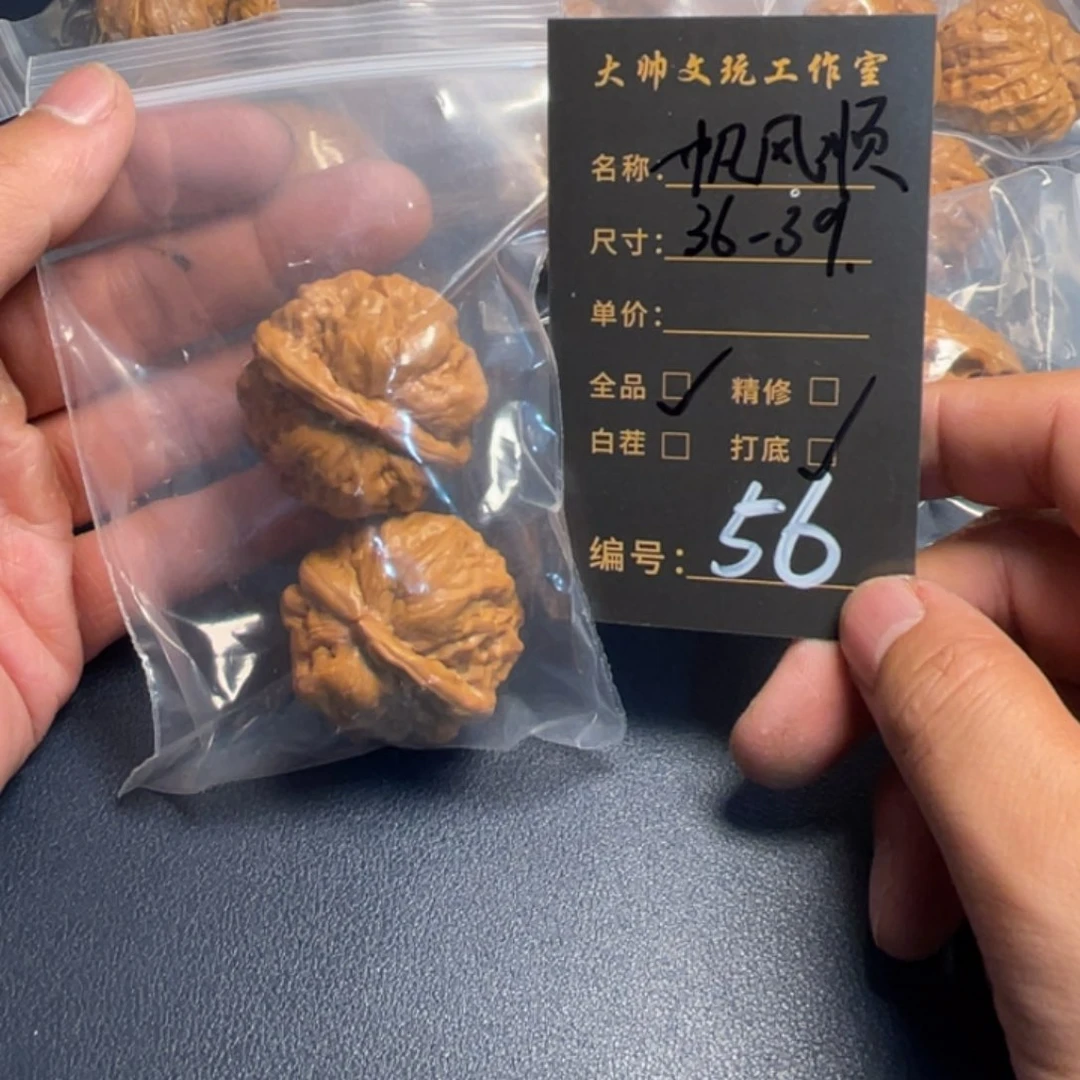 大帅文玩工作室
名称：一帆风顺
尺寸：36-39.
单价：
全品 ☑ 精修 □
白茬 □ 打底 ☑
编号：56